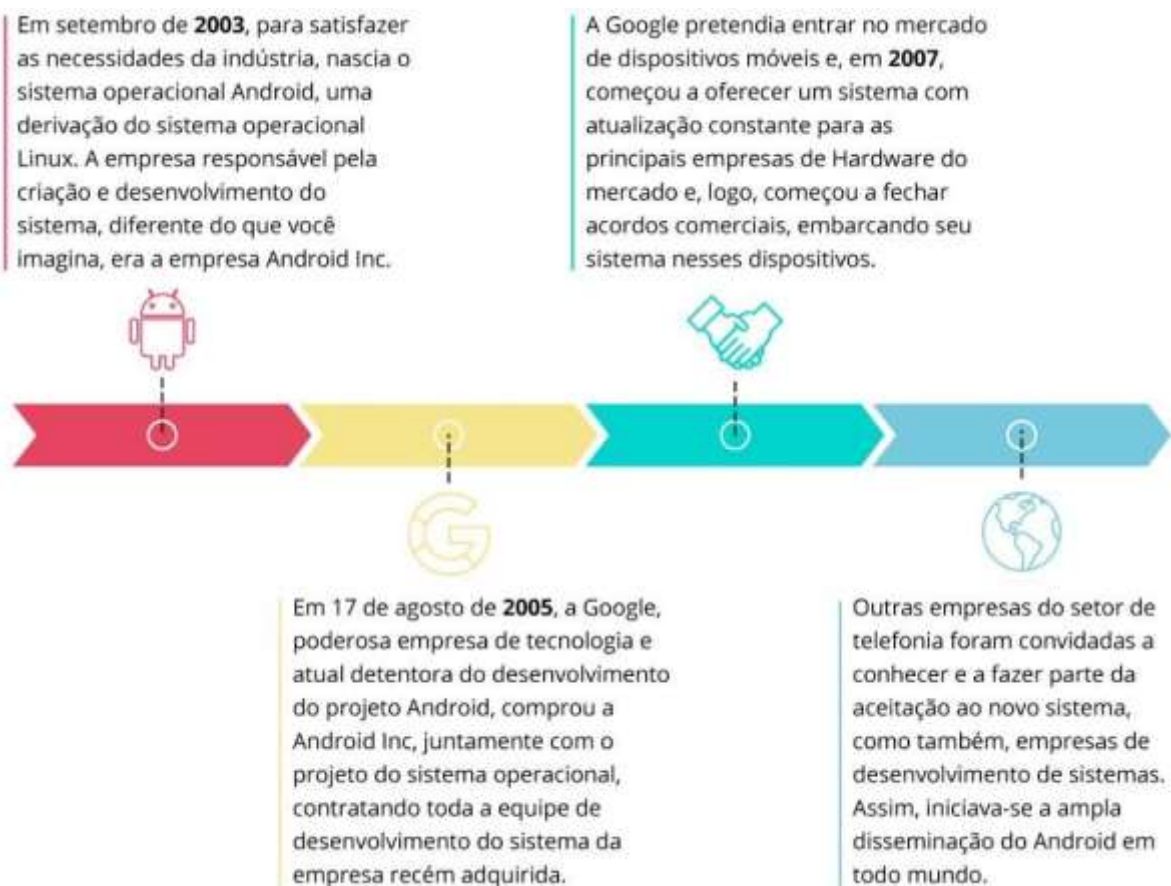 Em setembro de 2003, para satisfazer
as necessidades da indústria, nascia o
sistema operacional Android, uma
derivação do sistema operacional
Linux. A empresa responsável pela
criação e desenvolvimento do
sistema, diferente do que você
imagina, era a empresa Android Inc.
A Google pretendia entrar no mercado
de dispositivos móveis e, em 2007,
começou a oferecer um sistema com
atualização constante para as
principais empresas de Hardware do
mercado e, logo, começou a fechar
acordos comerciais, embarcando seu
sistema nesses dispositivos.
Em 17 de agosto de 2005, a Google,
poderosa empresa de tecnologia e
atual detentora do desenvolvimento
do projeto Android, comprou a
Android Inc, juntamente com o
projeto do sistema operacional,
contratando toda a equipe de
desenvolvimento do sistema da
empresa recém adquirida.
Outras empresas do setor de
telefonia foram convidadas a
conhecer e a fazer parte da
aceitação ao novo sistema,
como também, empresas de
desenvolvimento de sistemas.
Assim, iniciava-se a ampla
disseminação do Android em
todo mundo.